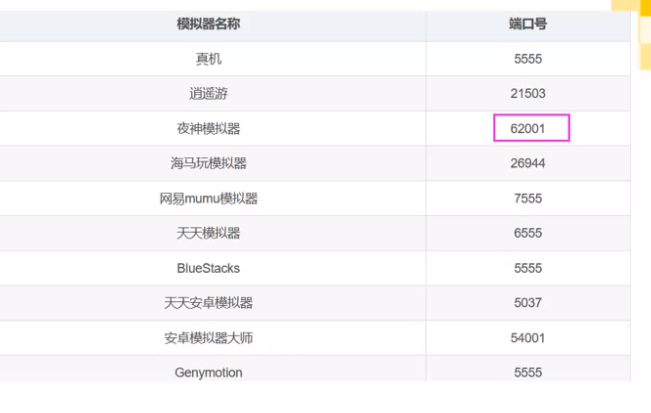 模拟器名称 端口号
真机 5555
逍遥游 21503
夜神模拟器 62001
海马玩模拟器 26944
网易mumu模拟器 7555
天天模拟器 6555
BlueStacks 5555
天天安卓模拟器 5037
安卓模拟器大师 54001
Genymotion 5555